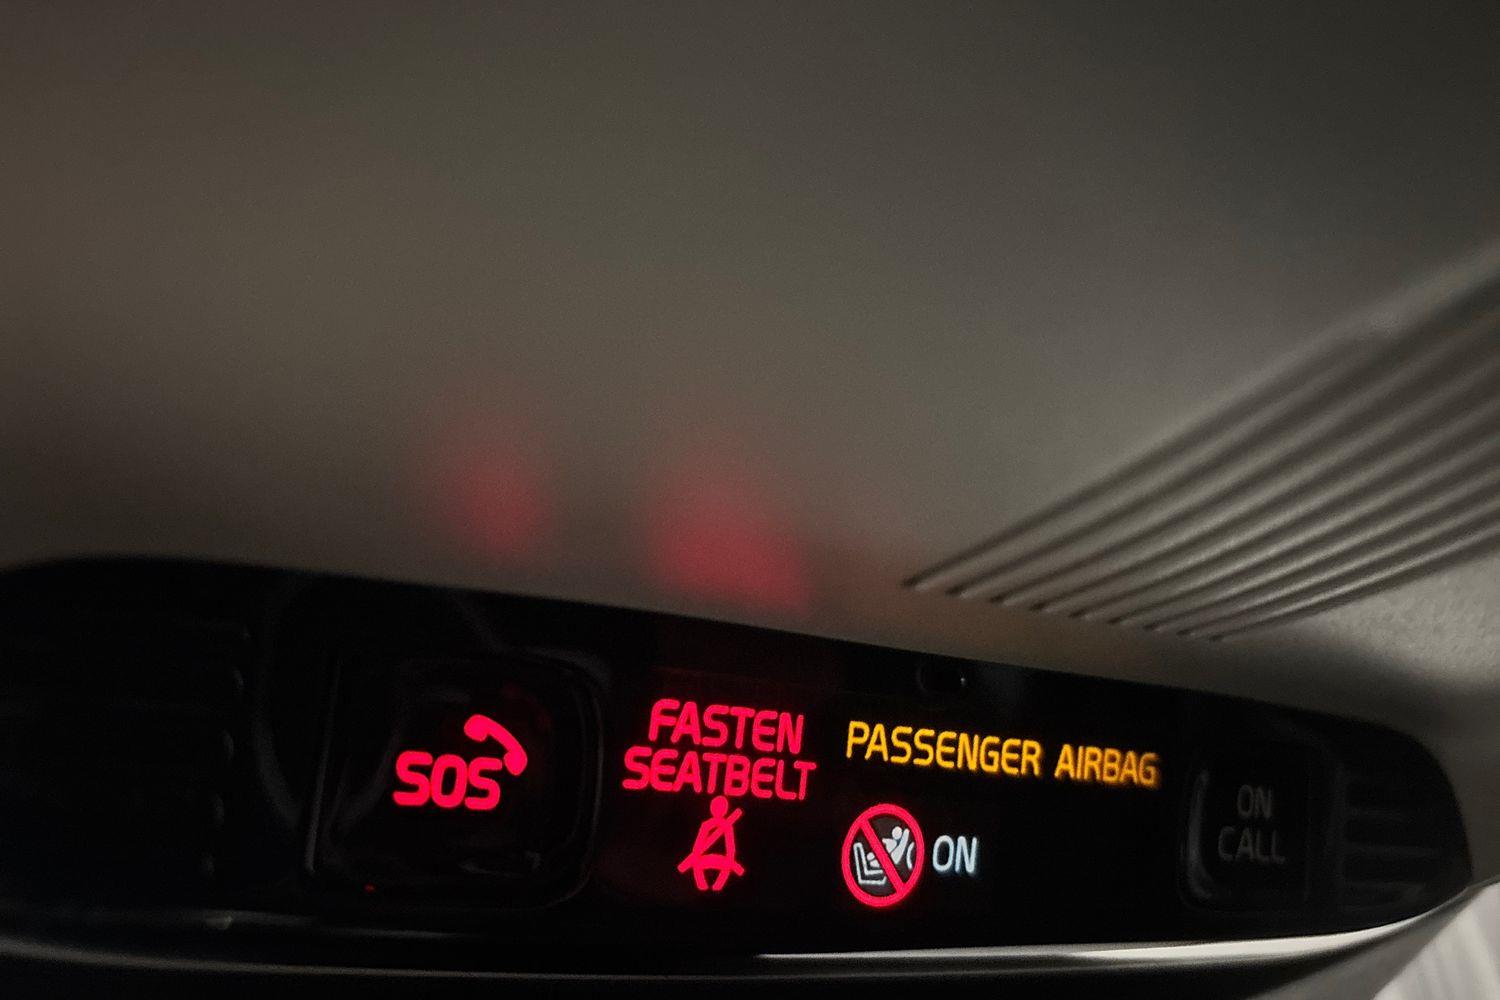 SOS
FASTEN
SEATBELT
PASSENGER AIRBAG
ON
ON
CALL